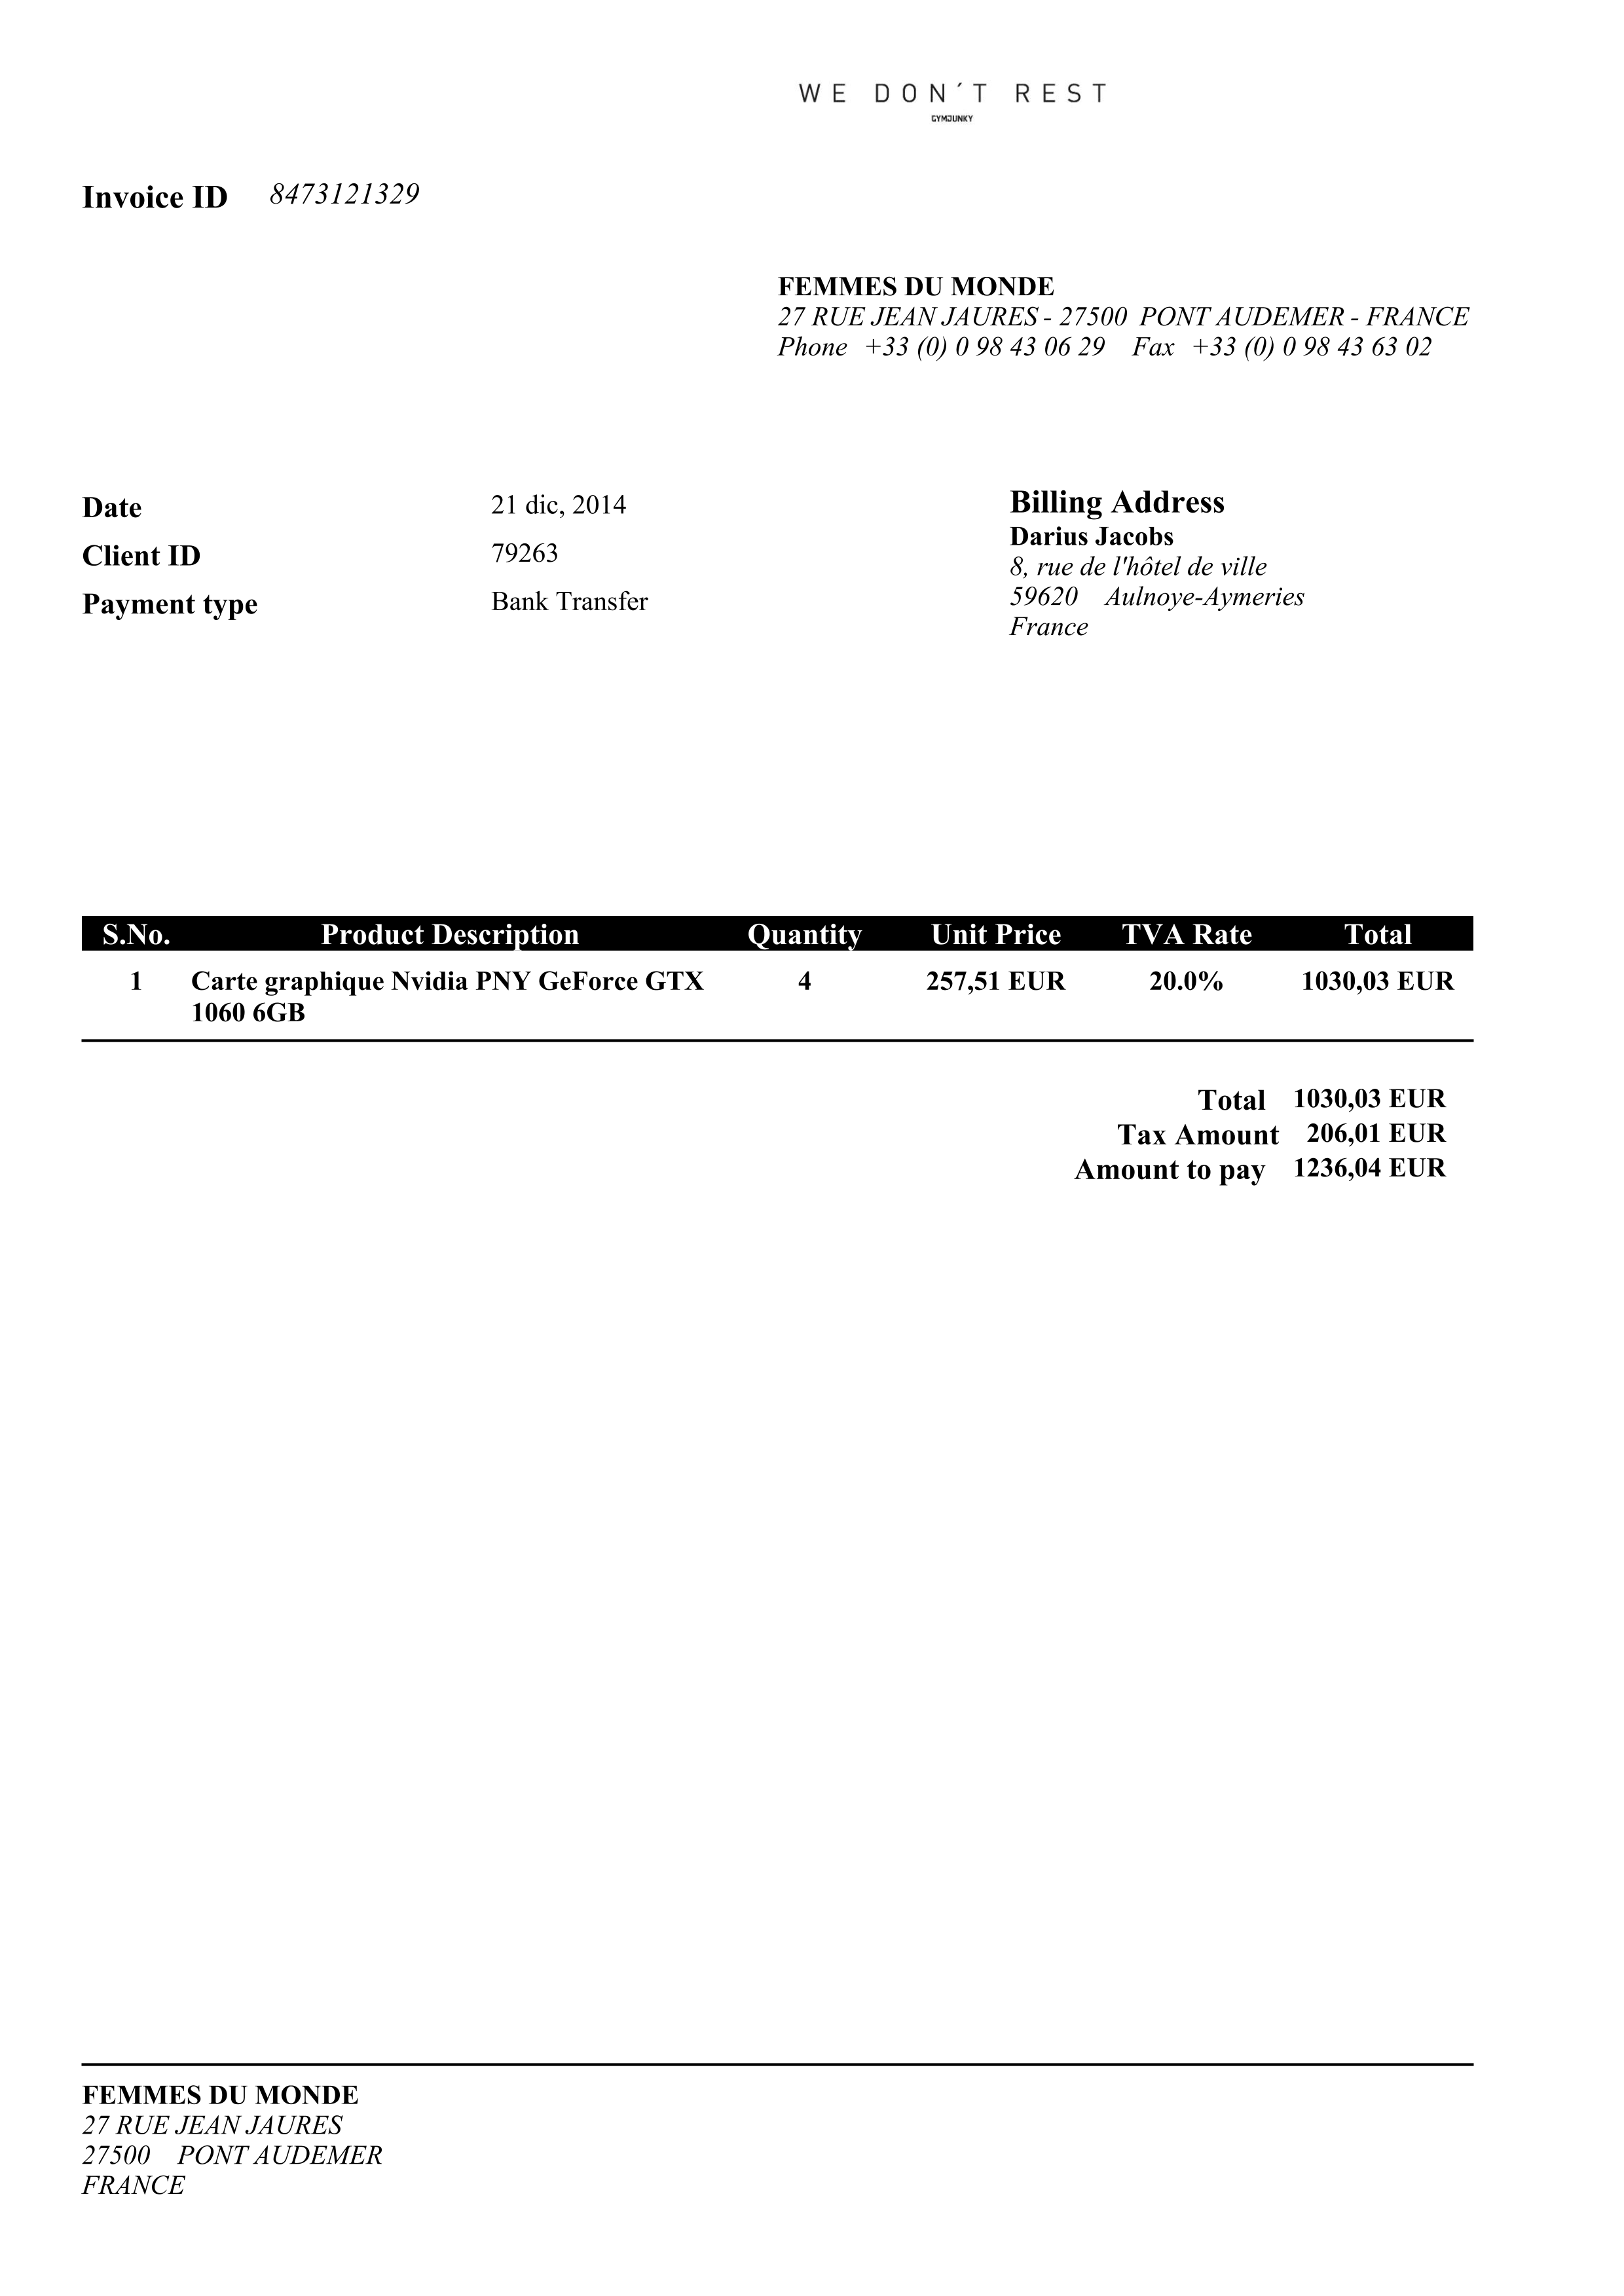 WE DON´T REST
GYMJUNKY
Invoice ID 8473121329
FEMMES DU MONDE
27 RUE JEAN JAURES - 27500 PONT AUDEMER - FRANCE
Phone +33 (0) 0 98 43 06 29 Fax +33 (0) 0 98 43 63 02
Date 21 dic, 2014
Client ID 79263
Payment type Bank Transfer
Billing Address
Darius Jacobs
8, rue de l'hôtel de ville
59620 Aulnoye-Aymeries
France
S.No. Product Description Quantity Unit Price TVA Rate Total
1 Carte graphique Nvidia PNY GeForce GTX 4 257,51 EUR 20.0% 1030,03 EUR
1060 6GB
Total 1030,03 EUR
Tax Amount 206,01 EUR
Amount to pay 1236,04 EUR
FEMMES DU MONDE
27 RUE JEAN JAURES
27500 PONT AUDEMER
FRANCE